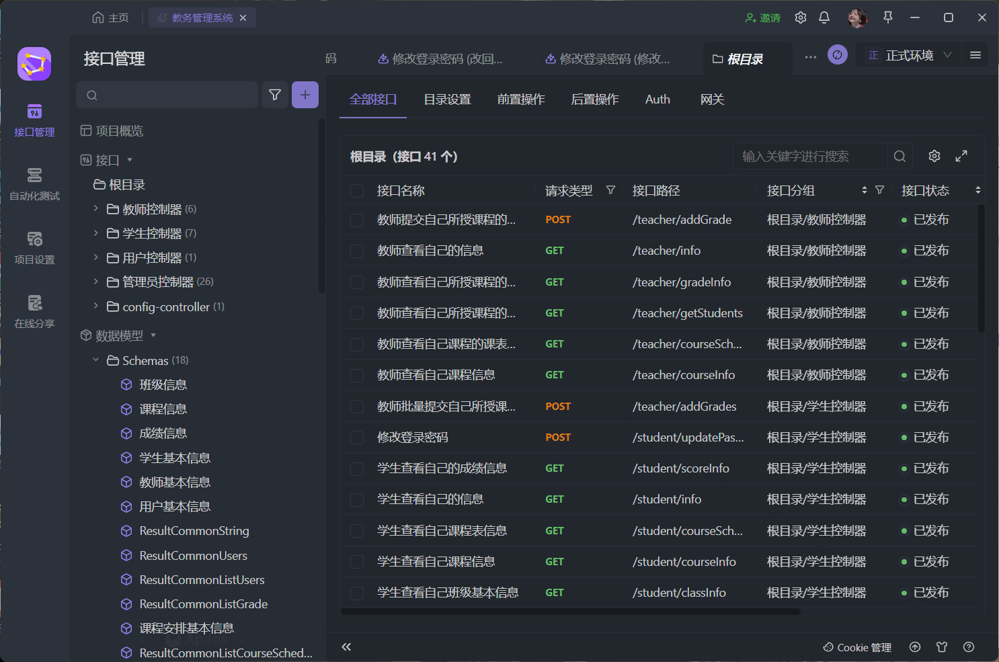 主页
教务管理系统
邀请
接口管理
自动化测试
项目设置
在线分享
接口管理
项目概览
接口
根目录
教师控制器 (6)
学生控制器 (7)
用户控制器 (1)
管理员控制器 (26)
config-controller (1)
数据模型
Schemas (18)
班级信息
课程信息
成绩信息
学生基本信息
教师基本信息
用户基本信息
ResultCommonString
ResultCommonUsers
ResultCommonListUsers
ResultCommonListGrade
课程安排基本信息
ResultCommonListCourseSched...
码
修改登录密码 (改回...
修改登录密码 (修改...
根目录
正 正式环境
全部接口 目录设置 前置操作 后置操作 Auth 网关
根目录（接口 41 个）
输入关键字进行搜索
接口名称 请求类型 接口路径 接口分组 接口状态
教师提交自己所授课程的... POST /teacher/addGrade 根目录/教师控制器 已发布
教师查看自己的信息 GET /teacher/info 根目录/教师控制器 已发布
教师查看自己所授课程的... GET /teacher/gradeInfo 根目录/教师控制器 已发布
教师查看自己所授课程的... GET /teacher/getStudents 根目录/教师控制器 已发布
教师查看自己课程的课表... GET /teacher/courseSch... 根目录/教师控制器 已发布
教师查看自己课程信息 GET /teacher/courseInfo 根目录/教师控制器 已发布
教师批量提交自己所授课... POST /teacher/addGrades 根目录/学生控制器 已发布
修改登录密码 POST /student/updatePas... 根目录/学生控制器 已发布
学生查看自己的成绩信息 GET /student/scoreInfo 根目录/学生控制器 已发布
学生查看自己的信息 GET /student/info 根目录/学生控制器 已发布
学生查看自己课程表信息 GET /student/courseSch... 根目录/学生控制器 已发布
学生查看自己课程信息 GET /student/courseInfo 根目录/学生控制器 已发布
学生查看自己班级基本信息 GET /student/classInfo 根目录/学生控制器 已发布
Cookie 管理